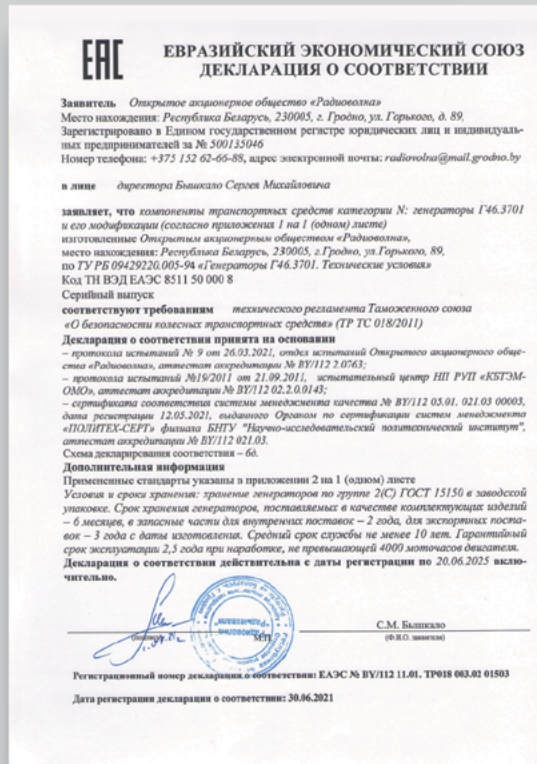 ЕАС
ЕВРАЗИЙСКИЙ ЭКОНОМИЧЕСКИЙ СОЮЗ
ДЕКЛАРАЦИЯ О СООТВЕТСТВИИ
Заявитель Открытое акционерное общество «Радиоволна»
Место нахождения: Республика Беларусь, 230005, г. Гродно, ул. Горького, д. 89,
Зарегистрировано в Едином государственном регистре юридических лиц и индивидуаль-
ных предпринимателей за № 500135046
Номер телефона: +375 152 62-66-88, адрес электронной почты: radiovolna@mail.grodno.by
в лице директора Бышкало Сергея Михайловича
заявляет, что компоненты транспортных средств категории N: генераторы Г46.3701
и его модификации (согласно приложения 1 на 1 (одном) листе)
изготовленные Открытым акционерным обществом «Радиоволна»,
место нахождения: Республика Беларусь, 230005, г.Гродно, ул.Горького, 89,
по ТУ РБ 09429220.005-94 «Генераторы Г46.3701. Технические условия»
Код ТН ВЭД ЕАЭС 8511 50 000 8
Серийный выпуск
соответствуют требованиям технического регламента Таможенного союза
«О безопасности колесных транспортных средств» (ТР ТС 018/2011)
Декларация о соответствии принята на основании
– протокола испытаний № 9 от 26.03.2021, отдел испытаний Открытого акционерного обще-
ства «Радиоволна», аттестат аккредитации № BY/112 2.0763;
– протокола испытаний №19/2011 от 21.09.2011, испытательный центр НП РУП «КБТЭМ-
ОМО», аттестат аккредитации № BY/112 02.2.0.0143;
– сертификата соответствия системы менеджмента качества № BY/112 05.01. 021.03 00003,
дата регистрации 12.05.2021, выданного Органом по сертификации систем менеджмента
«ПОЛИТЕХ-СЕРТ» филиала БНТУ "Научно-исследовательский политехнический институт",
аттестат аккредитации № BY/112 021.03.
Схема декларирования соответствия – 6д.
Дополнительная информация
Примененные стандарты указаны в приложении 2 на 1 (одном) листе
Условия и сроки хранения: хранение генераторов по группе 2(С) ГОСТ 15150 в заводской
упаковке. Срок хранения генераторов, поставляемых в качестве комплектующих изделий
– 6 месяцев, в запасные части для внутренних поставок – 2 года, для экспортных поста-
вок – 3 года с даты изготовления. Средний срок службы не менее 10 лет. Гарантийный
срок эксплуатации 2,5 года при наработке, не превышающей 4000 моточасов двигателя.
Декларация о соответствии действительна с даты регистрации по 20.06.2025 вклю-
чительно.
С.М. Бышкало
(подпись) М.П. (Ф.И.О. заявителя)
Регистрационный номер декларации о соответствии: ЕАЭС № BY/112 11.01. ТР018 003.02 01503
Дата регистрации декларации о соответствии: 30.06.2021